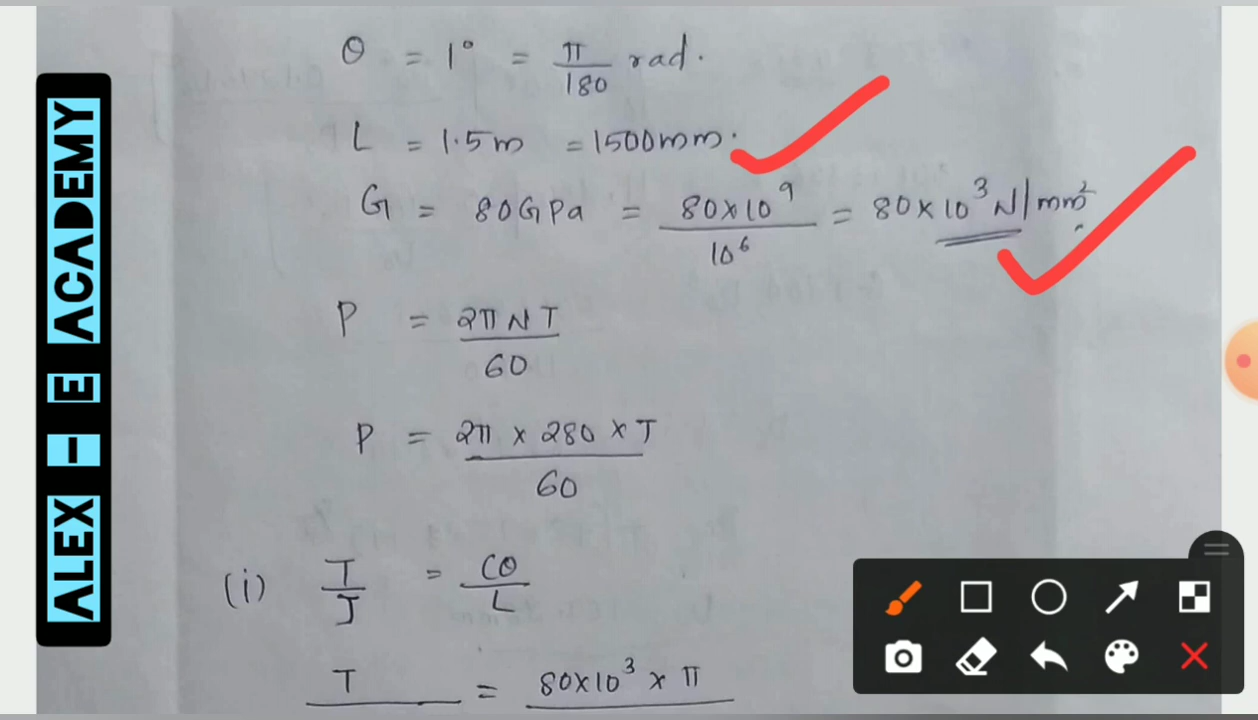 ALEX - E ACADEMY
θ = 1° = π/180 rad.
L = 1.5m = 1500mm.
G = 80GPa = 80×10⁹/10⁶ = 80×10³ N/mm²
P = 2πNT/60
P = 2π × 280 × T/60
(i) T/J = Cθ/L
T = 80×10³ × π